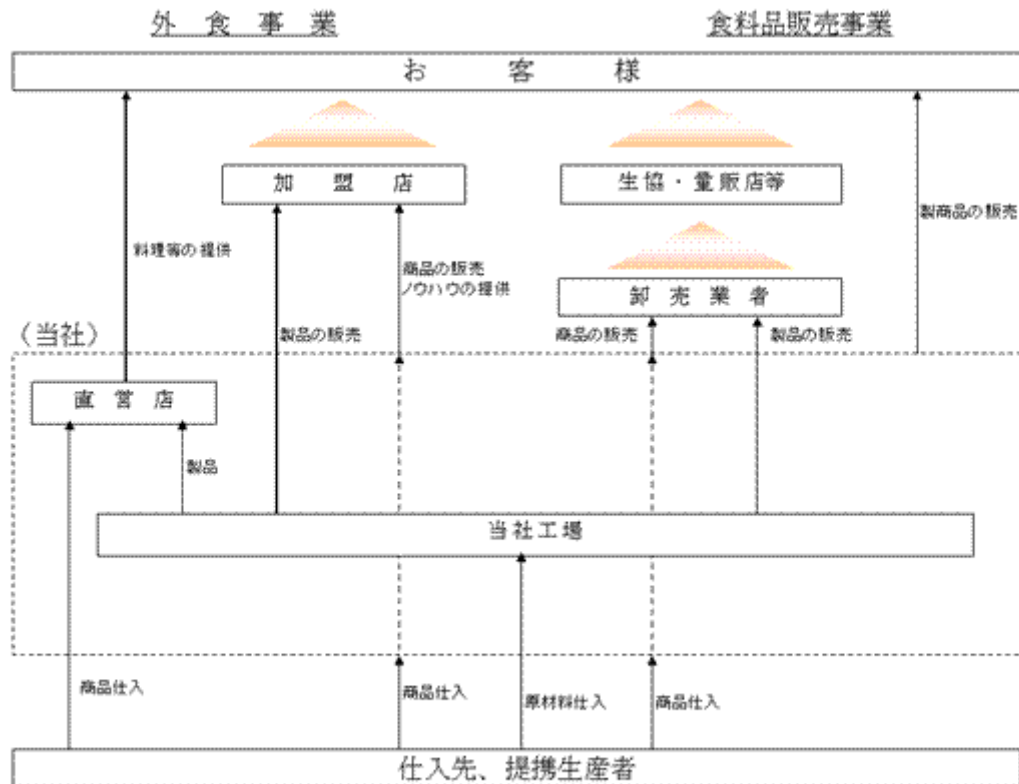 外食事業
食料品販売事業
お客様
加盟店
生協・量販店等
製商品の販売
料理等の提供
商品の販売
ノウハウの提供
卸売業者
(当社)
製品の販売
商品の販売
製品の販売
直営店
製品
当社工場
商品仕入
商品仕入
原材料仕入
商品仕入
仕入先、提携生産者